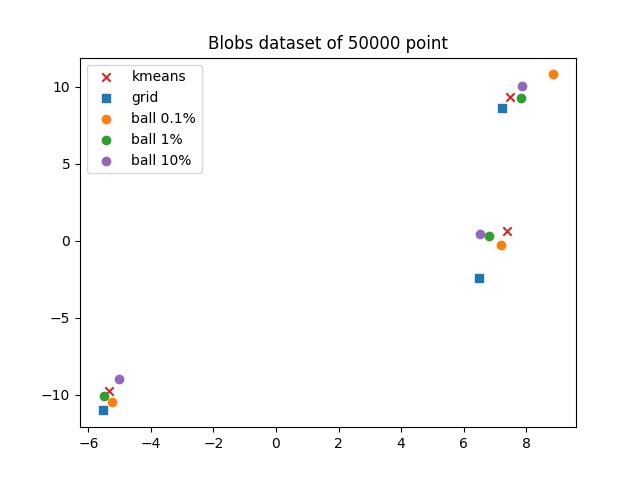 Blobs dataset of 50000 point
kmeans
grid
ball 0.1%
ball 1%
ball 10%
10
5
0
−5
−10
−6
−4
−2
0
2
4
6
8